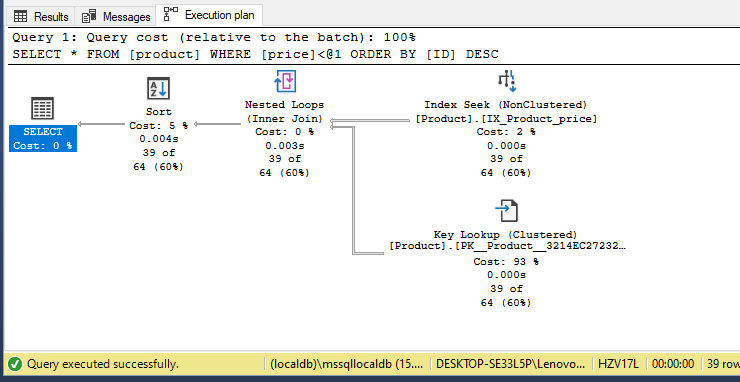 Results Messages Execution plan
Query 1: Query cost (relative to the batch): 100%
SELECT * FROM [product] WHERE [price]<@1 ORDER BY [ID] DESC
SELECT
Cost: 0 %
Sort
Cost: 5 %
0.004s
39 of
64 (60%)
Nested Loops
(Inner Join)
Cost: 0 %
0.003s
39 of
64 (60%)
Index Seek (NonClustered)
[Product].[IX_Product_price]
Cost: 2 %
0.000s
39 of
64 (60%)
Key Lookup (Clustered)
[Product].[PK__Product__3214EC27232…
Cost: 93 %
0.000s
39 of
64 (60%)
Query executed successfully. (localdb)\mssqllocaldb (15.... DESKTOP-SE33L5P\Lenovo... HZV17L 00:00:00 39 row